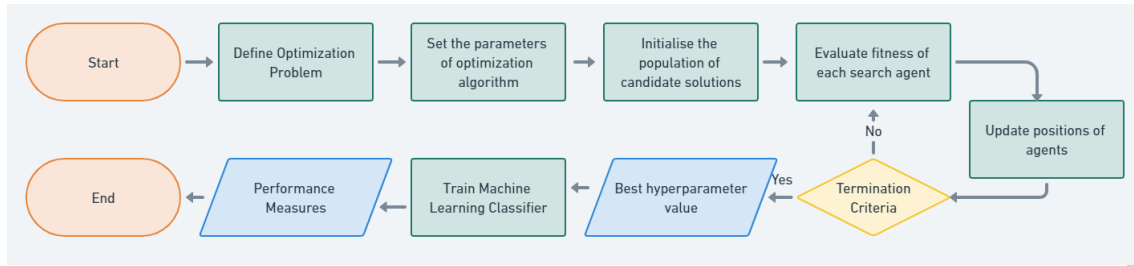 Start
Define Optimization
Problem
Set the parameters
of optimization
algorithm
Initialise the
population of
candidate solutions
Evaluate fitness of
each search agent
Update positions of
agents
No
Termination
Criteria
Yes
Best hyperparameter
value
Train Machine
Learning Classifier
Performance
Measures
End